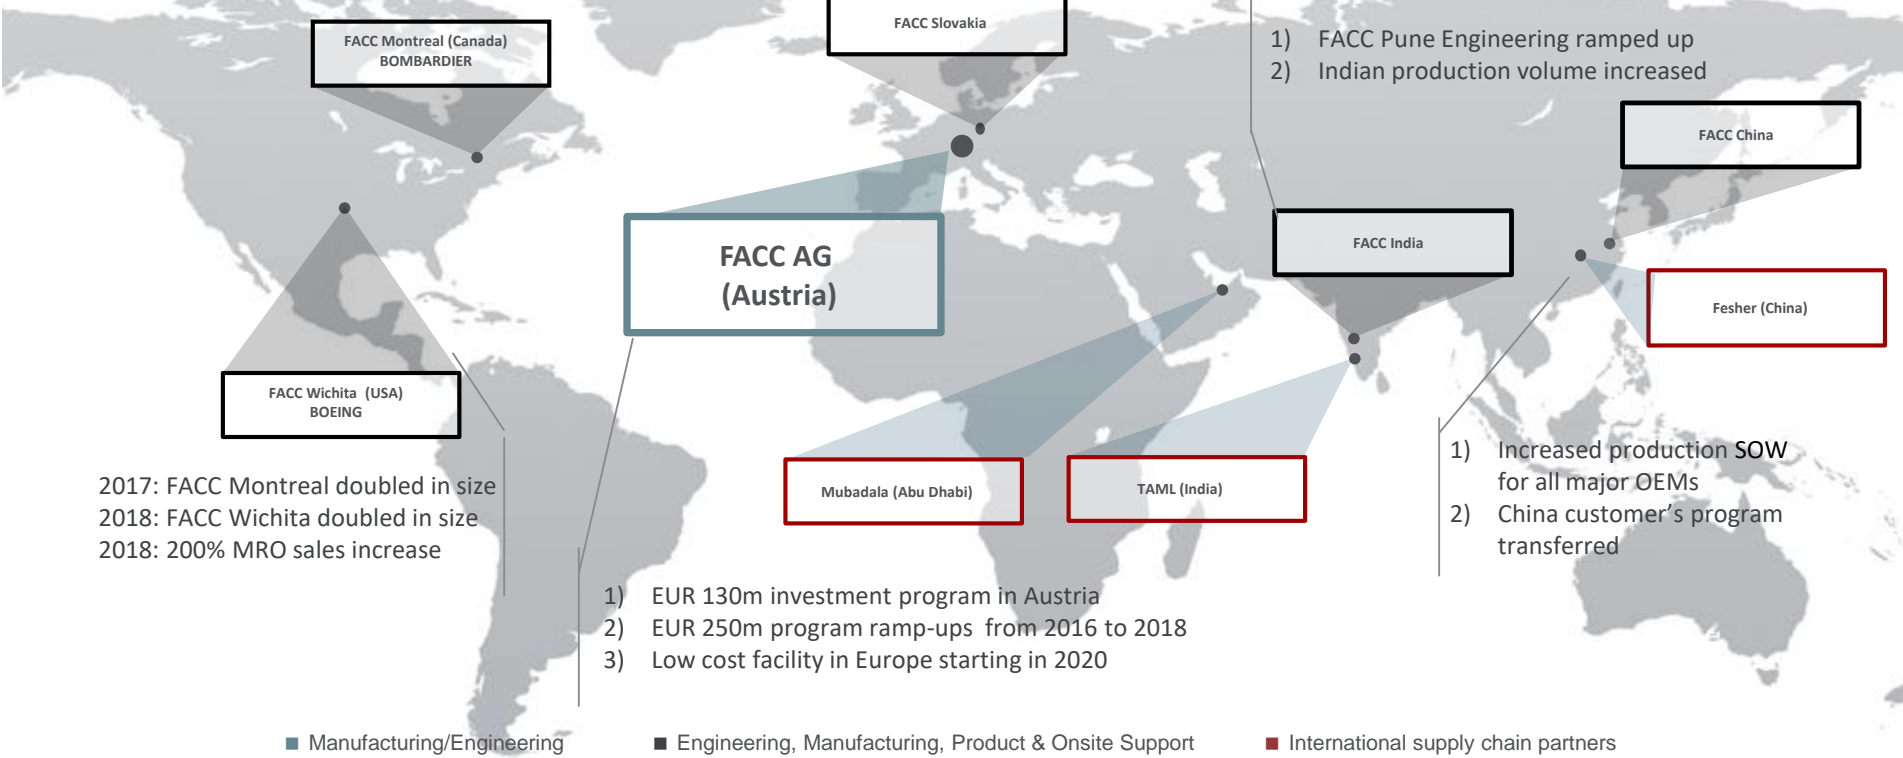 FACC Slovakia
FACC Montreal (Canada)
BOMBARDIER
1) FACC Pune Engineering ramped up
2) Indian production volume increased
FACC China
FACC AG
(Austria)
FACC India
Fesher (China)
FACC Wichita (USA)
BOEING
Mubadala (Abu Dhabi)
TAML (India)
1) Increased production SOW
for all major OEMs
2) China customer’s program
transferred
2017: FACC Montreal doubled in size
2018: FACC Wichita doubled in size
2018: 200% MRO sales increase
1) EUR 130m investment program in Austria
2) EUR 250m program ramp-ups from 2016 to 2018
3) Low cost facility in Europe starting in 2020
Manufacturing/Engineering
Engineering, Manufacturing, Product & Onsite Support
International supply chain partners